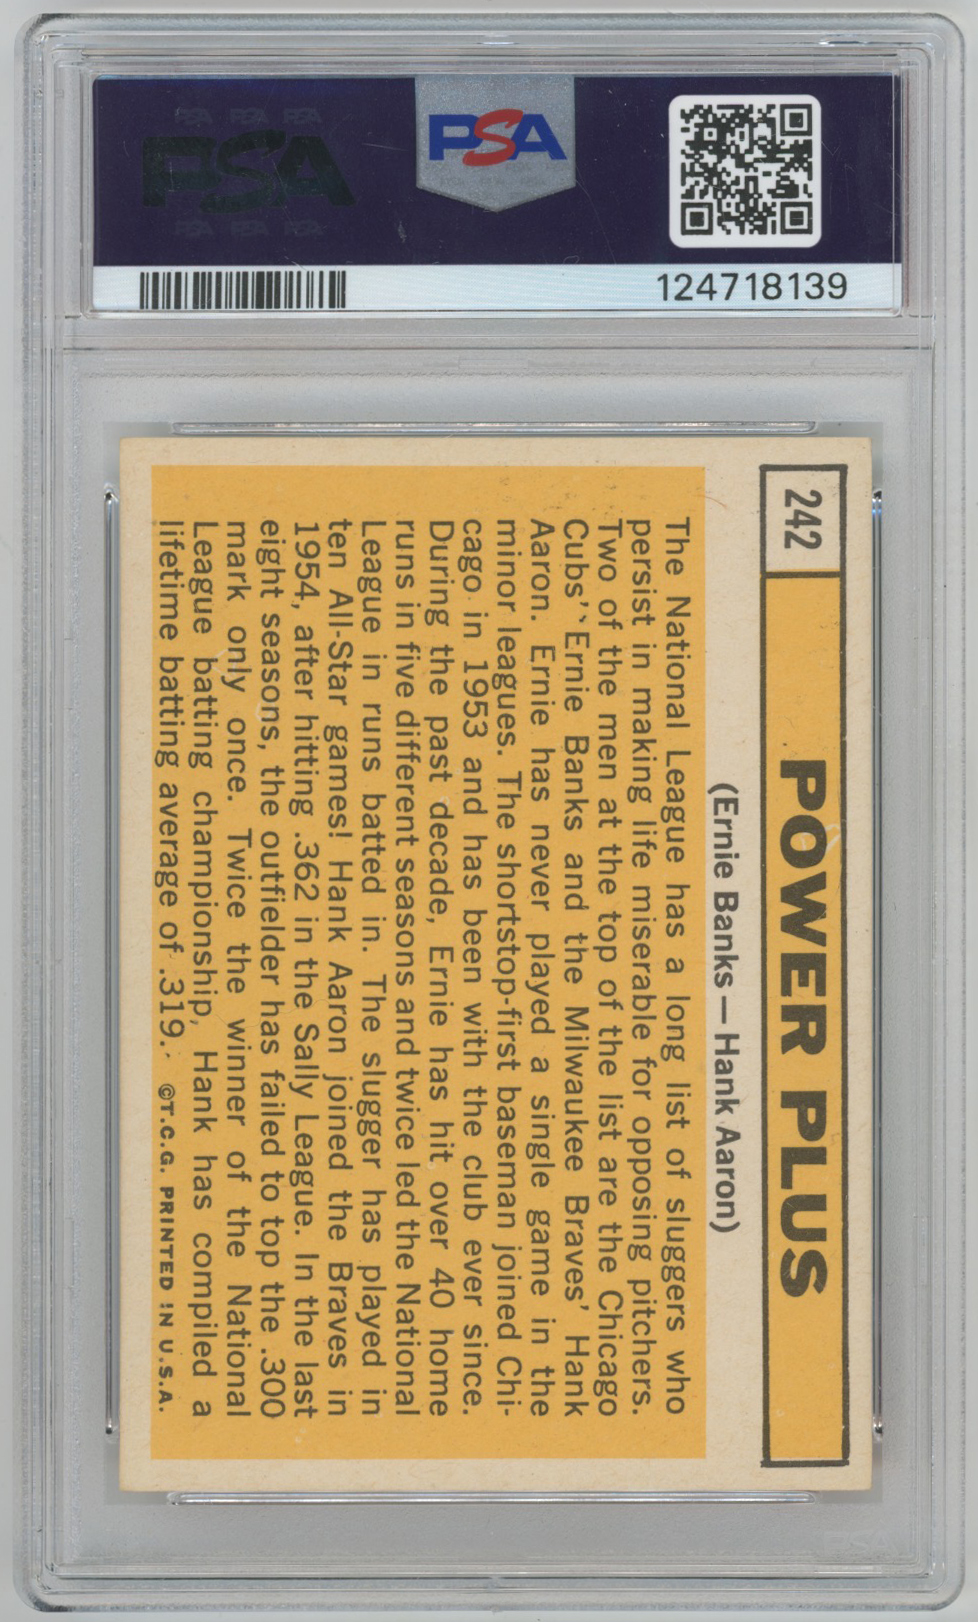 PSA PSA PSA
PSA
PSA PSA PSA
PSA
124718139
242
POWER PLUS
(Ernie Banks — Hank Aaron)
The National League has a long list of sluggers who
persist in making life miserable for opposing pitchers.
Two of the men at the top of the list are the Chicago
Cubs' Ernie Banks and the Milwaukee Braves' Hank
Aaron. Ernie has never played a single game in the
minor leagues. The shortstop-first baseman joined Chi-
cago in 1953 and has been with the club ever since.
During the past decade, Ernie has hit over 40 home
runs in five different seasons and twice led the National
League in runs batted in. The slugger has played in
ten All-Star games! Hank Aaron joined the Braves in
1954, after hitting .362 in the Sally League. In the last
eight seasons, the outfielder has failed to top the .300
mark only once. Twice the winner of the National
League batting championship, Hank has compiled a
lifetime batting average of .319. ©T.C.G. PRINTED IN U.S.A.